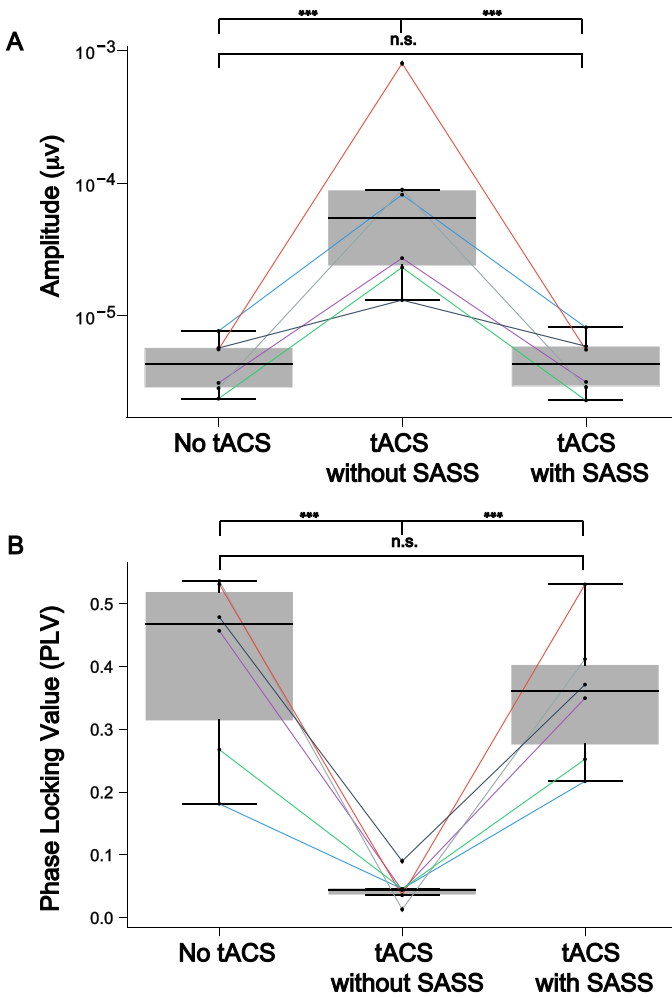 *** ***
A
n.s.
10⁻³
10⁻⁴
10⁻⁵
Amplitude (μv)
No tACS
tACS
without SASS
tACS
with SASS
*** ***
B
n.s.
0.5
0.4
0.3
0.2
0.1
0.0
Phase Locking Value (PLV)
No tACS
tACS
without SASS
tACS
with SASS